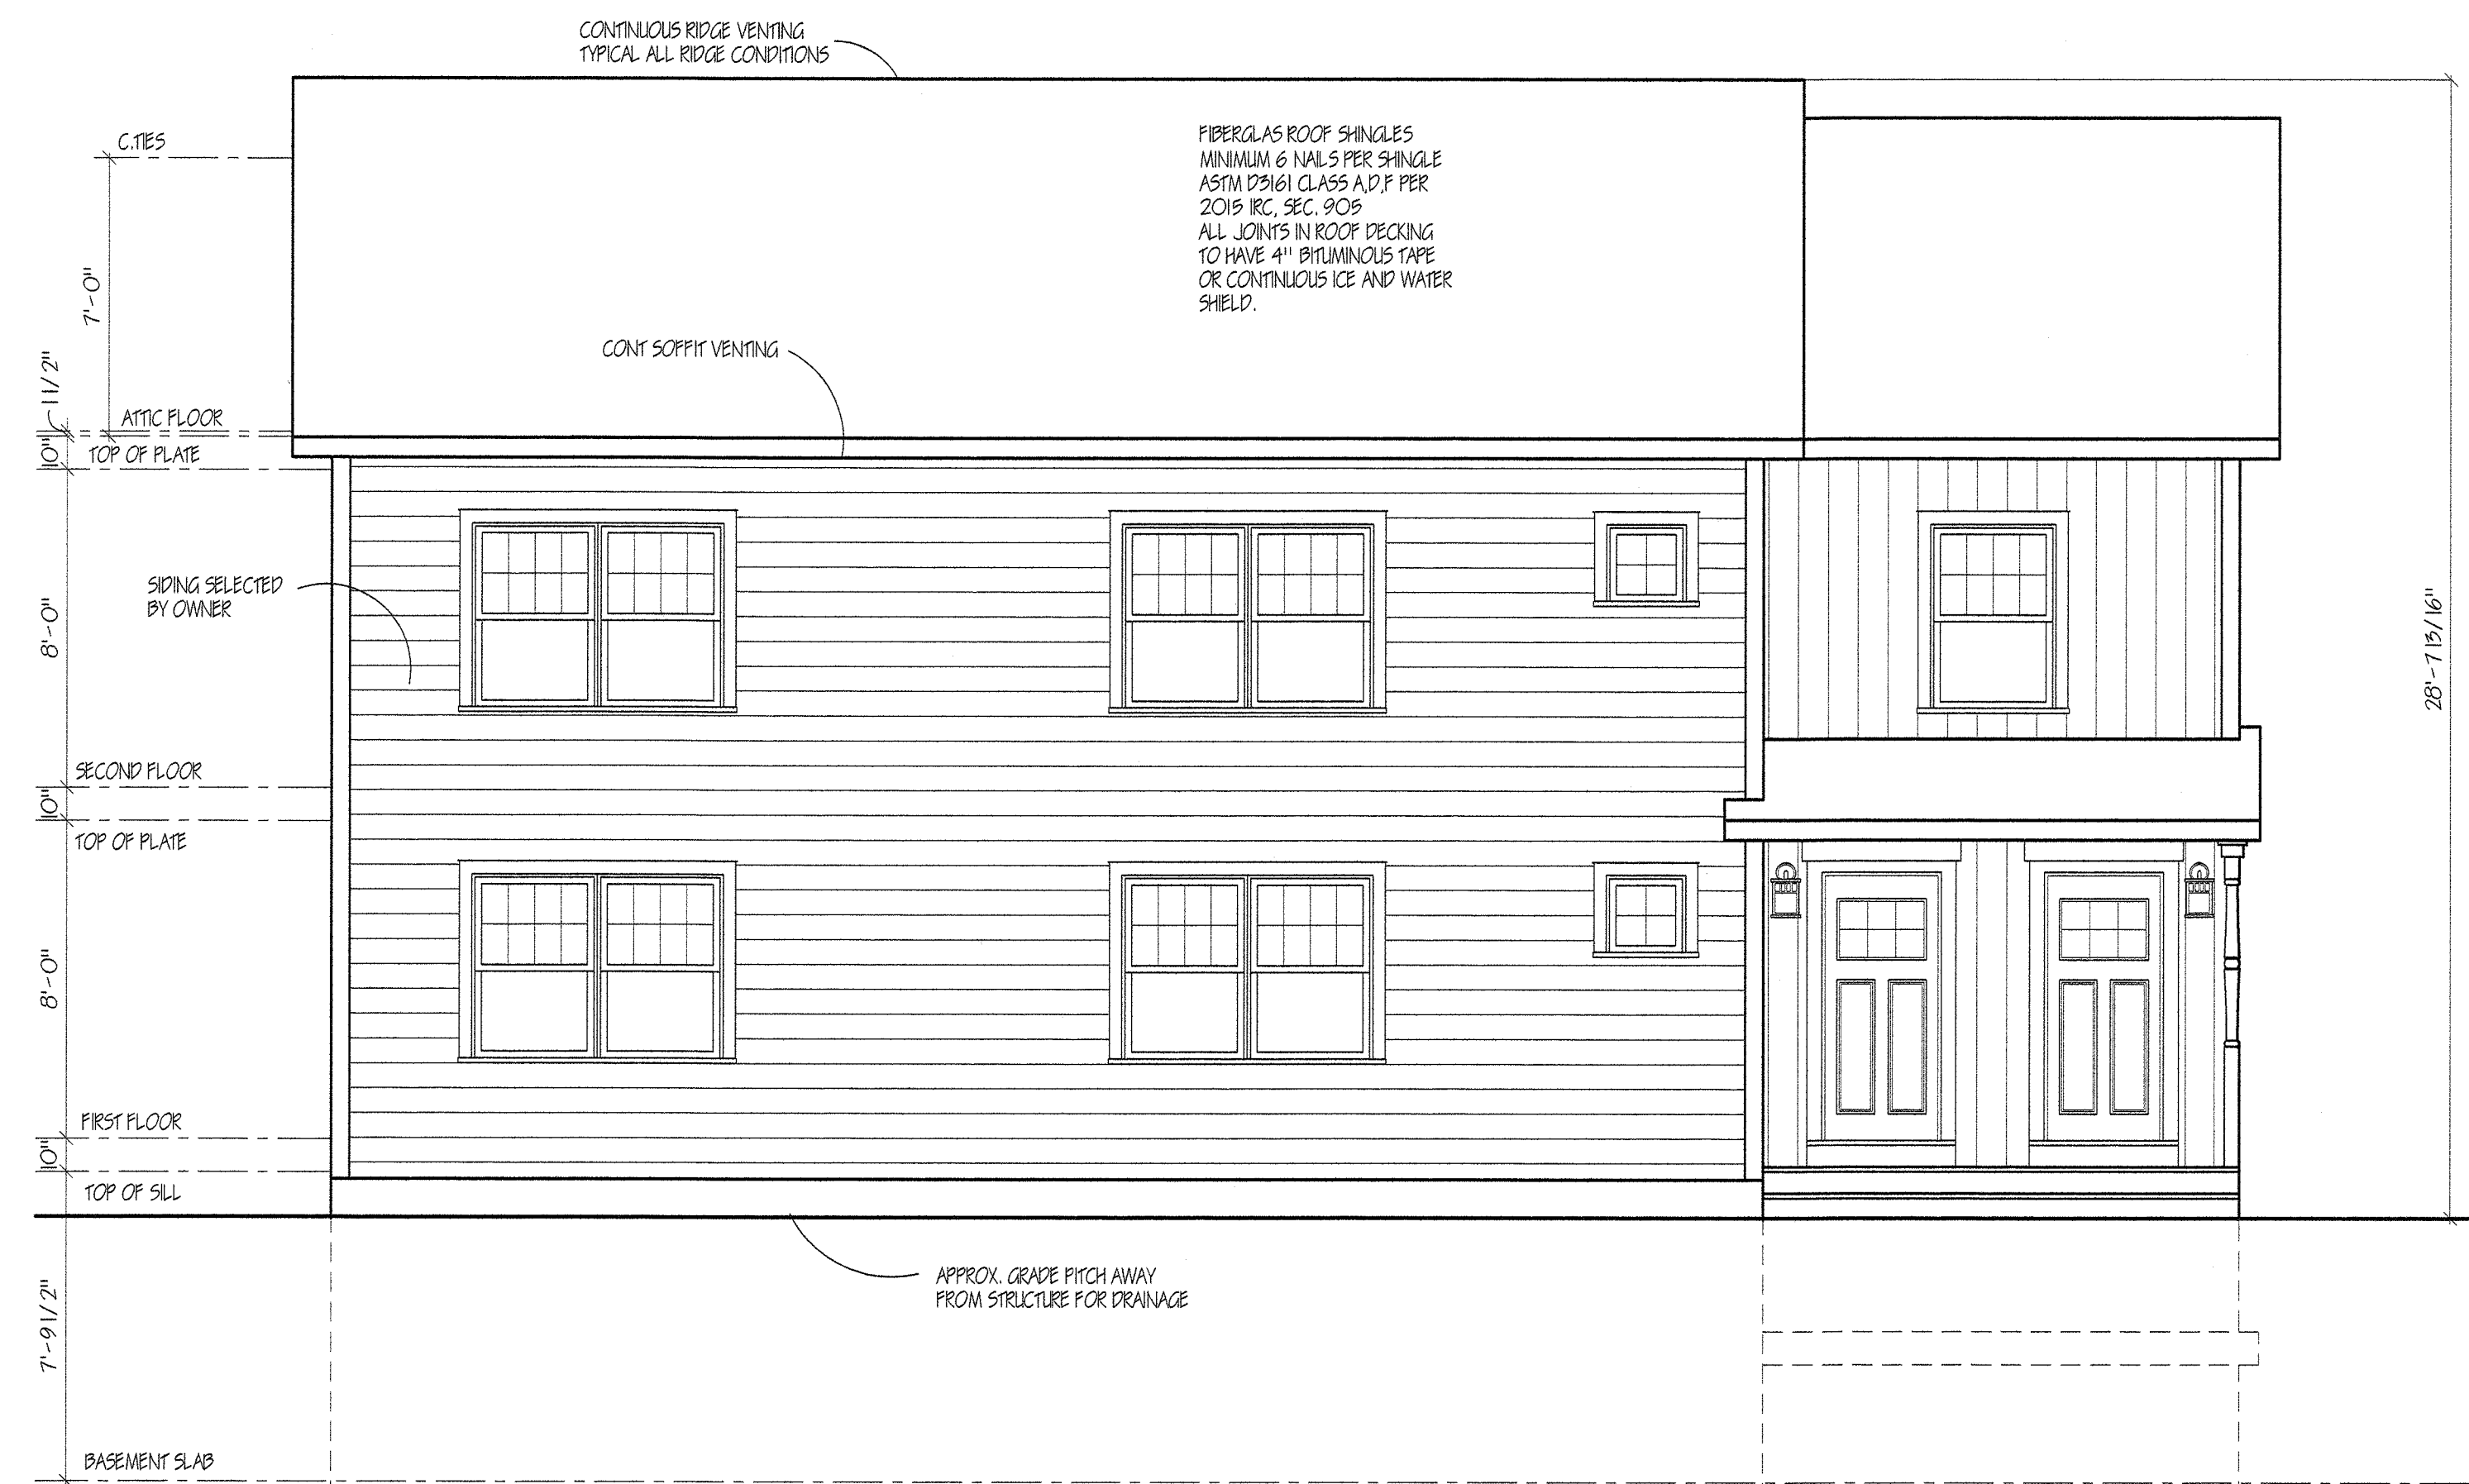 CONTINUOUS RIDGE VENTING
TYPICAL ALL RIDGE CONDITIONS
C.TIES
FIBERGLAS ROOF SHINGLES
MINIMUM 6 NAILS PER SHINGLE
ASTM D3161 CLASS A,D,F PER
2015 IRC, SEC. 905
ALL JOINTS IN ROOF DECKING
TO HAVE 4" BITUMINOUS TAPE
OR CONTINUOUS ICE AND WATER
SHIELD.
7'-0"
CONT SOFFIT VENTING
1 1/2"
ATTIC FLOOR
10"
TOP OF PLATE
SIDING SELECTED
BY OWNER
8'-0"
28'-7 13/16"
SECOND FLOOR
10"
TOP OF PLATE
8'-0"
FIRST FLOOR
10"
TOP OF SILL
APPROX. GRADE PITCH AWAY
FROM STRUCTURE FOR DRAINAGE
7'-9 1/2"
BASEMENT SLAB